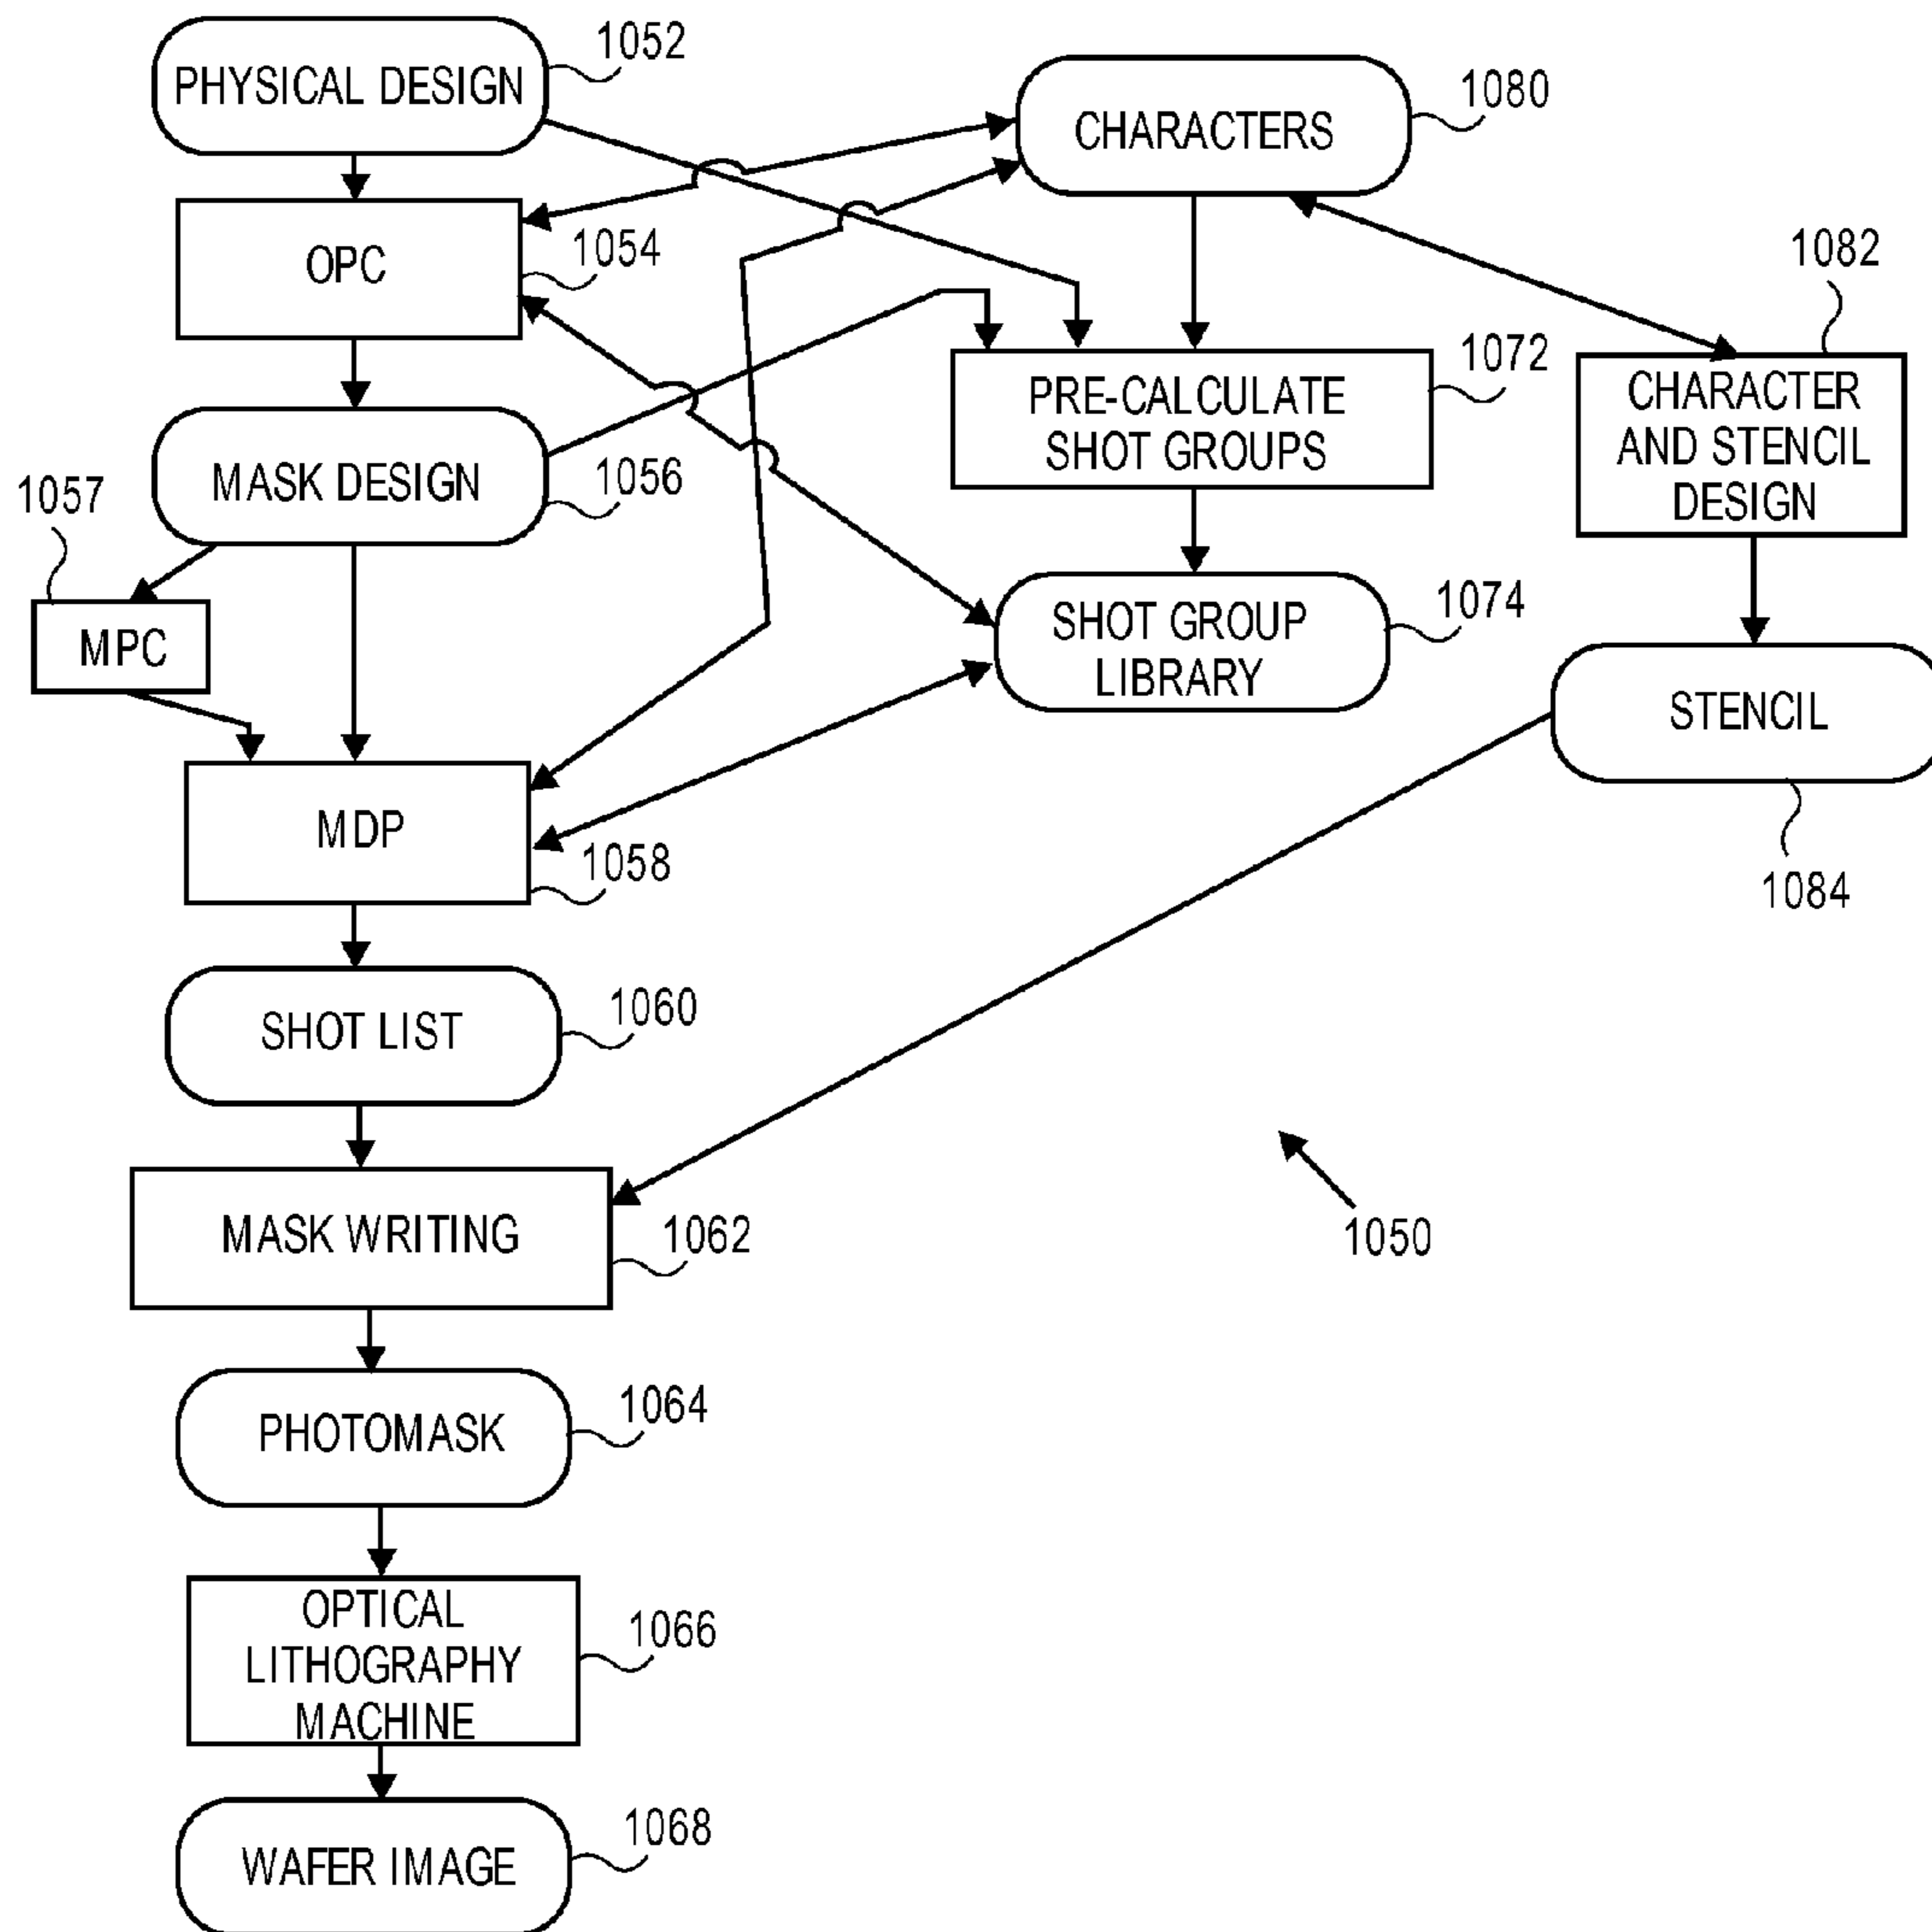 PHYSICAL DESIGN
1052
CHARACTERS
1080
OPC
1054
1082
PRE-CALCULATE
SHOT GROUPS
1072
CHARACTER
AND STENCIL
DESIGN
MASK DESIGN
1056
1057
MPC
SHOT GROUP
LIBRARY
1074
STENCIL
1084
MDP
1058
SHOT LIST
1060
MASK WRITING
1062
1050
PHOTOMASK
1064
OPTICAL
LITHOGRAPHY
MACHINE
1066
WAFER IMAGE
1068